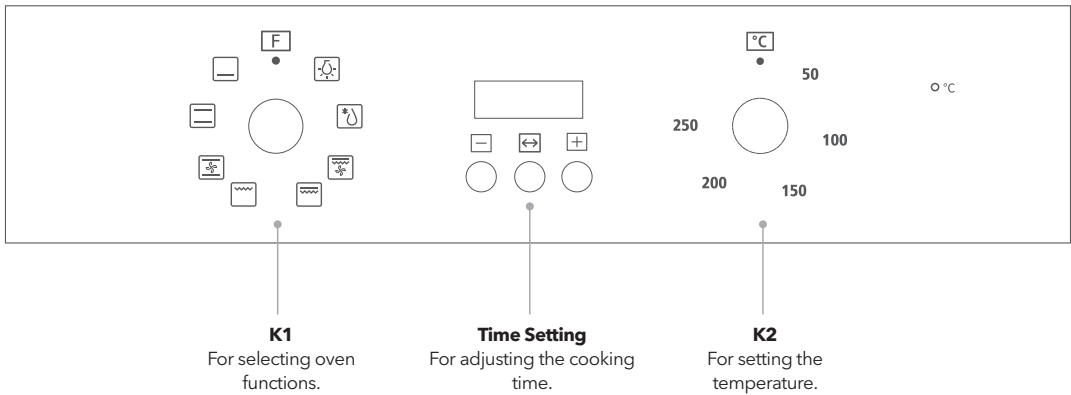 F
°C
50
°C
250
100
200
150
K1
For selecting oven
functions.
Time Setting
For adjusting the cooking
time.
K2
For setting the
temperature.